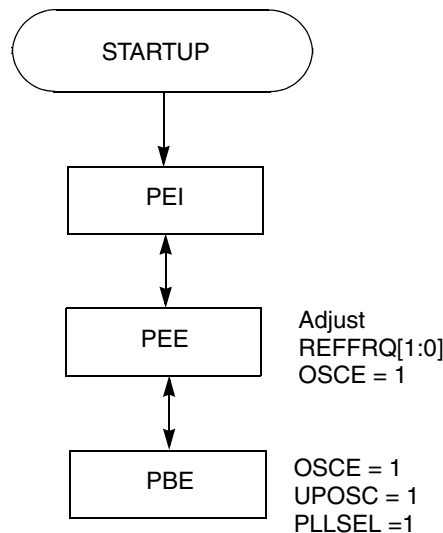 STARTUP
PEI
PEE
Adjust
REFFRQ[1:0]
OSCE = 1
PBE
OSCE = 1
UPOSC = 1
PLLSEL =1